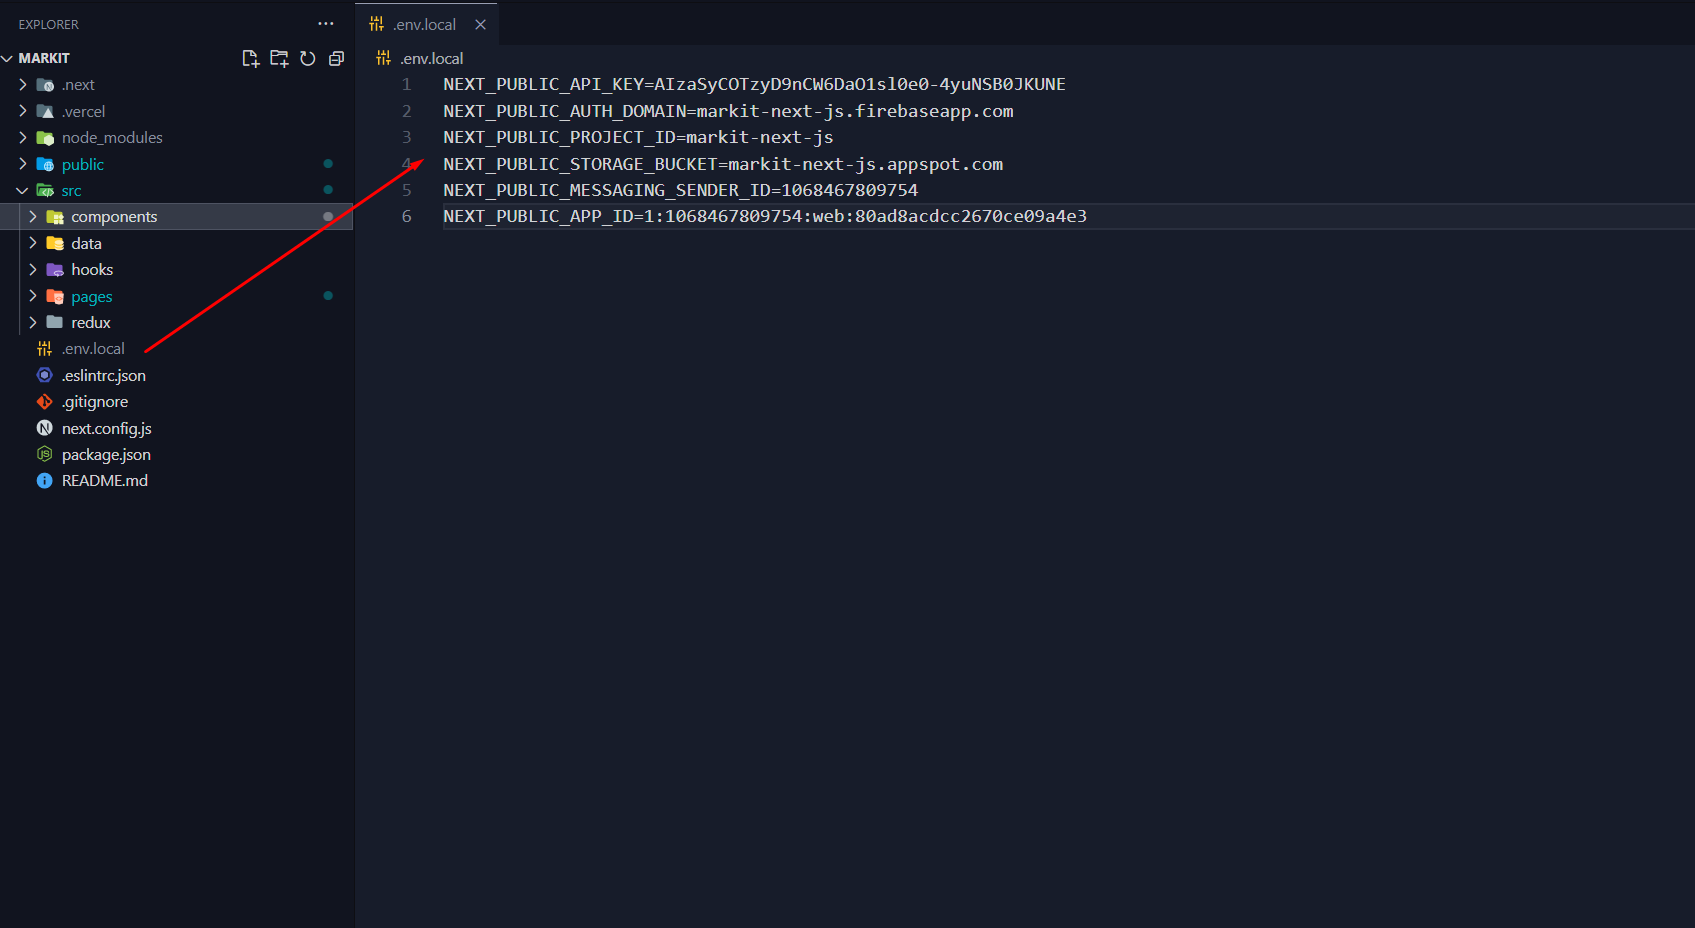 EXPLORER
MARKIT
.next
.vercel
node_modules
public
src
components
data
hooks
pages
redux
.env.local
.eslintrc.json
.gitignore
next.config.js
package.json
README.md
.env.local
.env.local
1 NEXT_PUBLIC_API_KEY=AIzaSyCOTzyD9nCW6DaO1sl0e0-4yuNSB0JKUNE
2 NEXT_PUBLIC_AUTH_DOMAIN=markit-next-js.firebaseapp.com
3 NEXT_PUBLIC_PROJECT_ID=markit-next-js
4 NEXT_PUBLIC_STORAGE_BUCKET=markit-next-js.appspot.com
5 NEXT_PUBLIC_MESSAGING_SENDER_ID=1068467809754
6 NEXT_PUBLIC_APP_ID=1:1068467809754:web:80ad8acdcc2670ce09a4e3